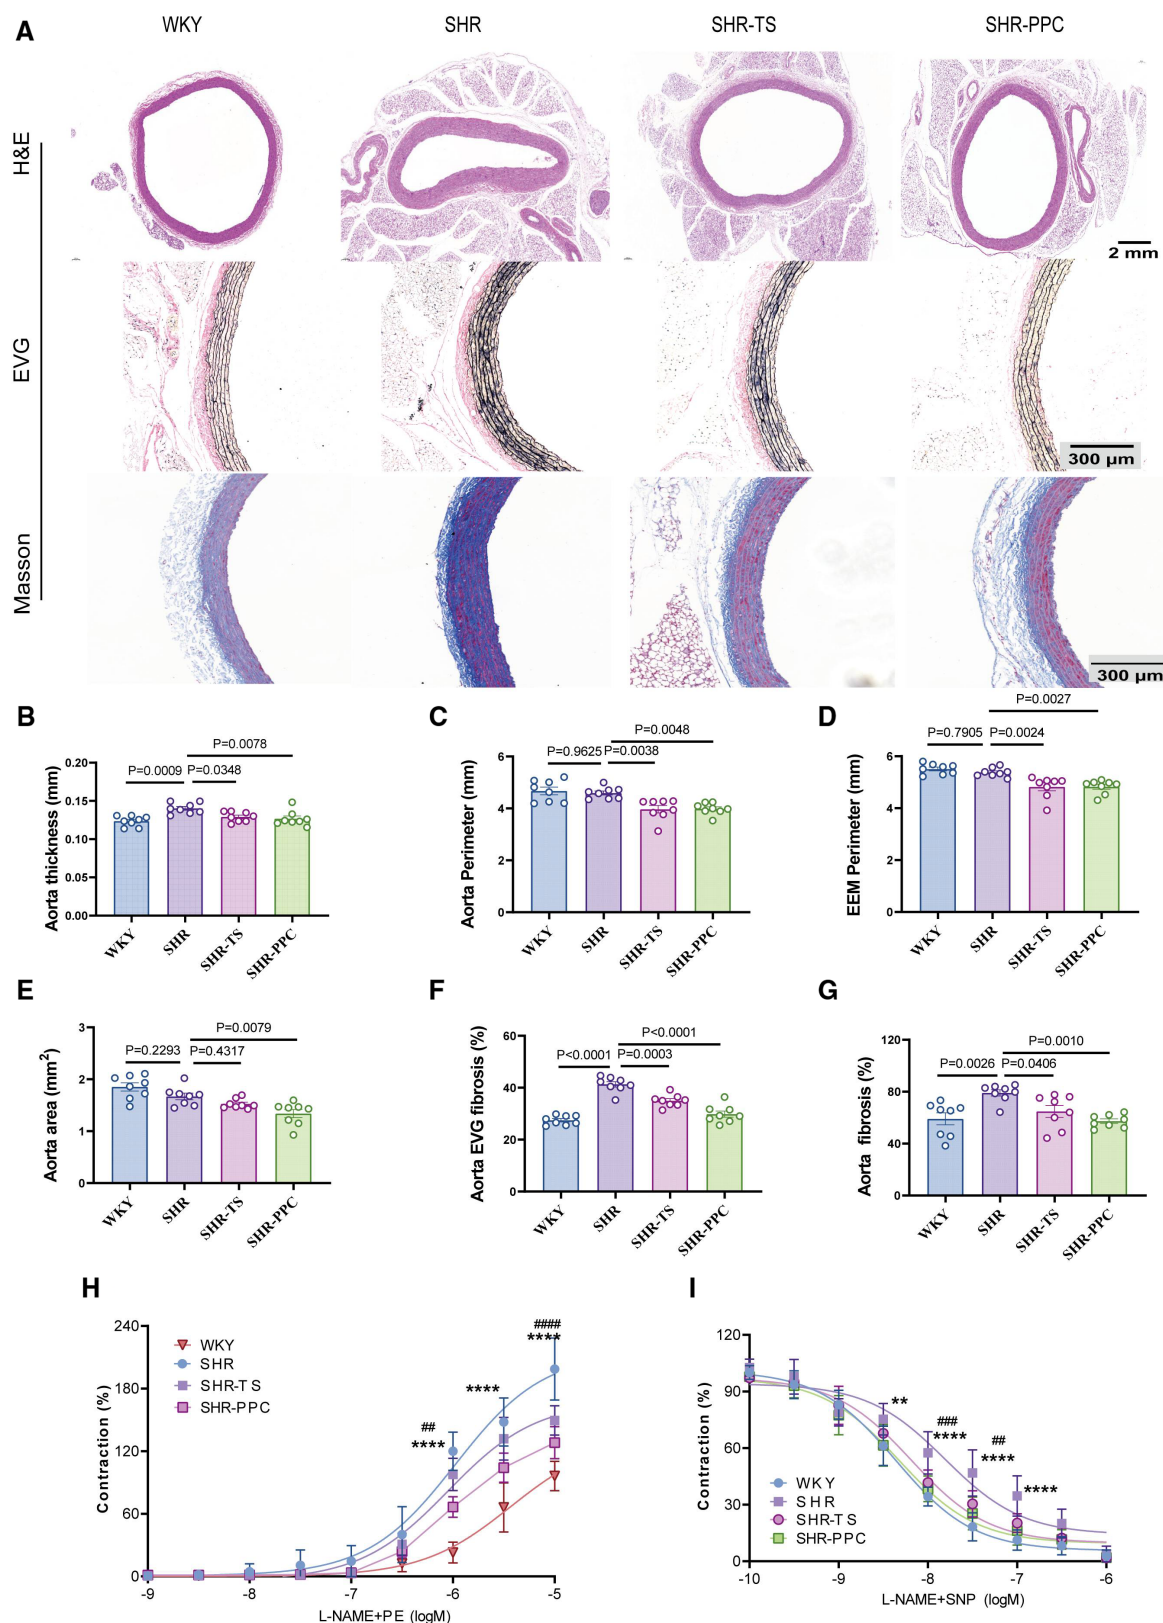 A
WKY
SHR
SHR-TS
SHR-PPC
H&E
2 mm
EVG
300 μm
Masson
300 μm
B
Aorta thickness (mm)
0.20
0.15
0.10
0.05
0.00
P=0.0078
P=0.0009
P=0.0348
WKY
SHR
SHR-TS
SHR-PPC
C
Aorta Perimeter (mm)
6
4
2
0
P=0.0048
P=0.9625
P=0.0038
WKY
SHR
SHR-TS
SHR-PPC
D
EEM Perimeter (mm)
6
4
2
0
P=0.0027
P=0.7905
P=0.0024
WKY
SHR
SHR-TS
SHR-PPC
E
Aorta area (mm²)
3
2
1
0
P=0.0079
P=0.2293
P=0.4317
WKY
SHR
SHR-TS
SHR-PPC
F
Aorta EVG fibrosis (%)
60
40
20
0
P<0.0001
P<0.0001
P=0.0003
WKY
SHR
SHR-TS
SHR-PPC
G
Aorta fibrosis (%)
120
80
40
0
P=0.0010
P=0.0026
P=0.0406
WKY
SHR
SHR-TS
SHR-PPC
H
Contraction (%)
240
180
120
60
0
WKY
SHR
SHR-TS
SHR-PPC
##
****
****
####
****
-9
-8
-7
-6
-5
L-NAME+PE (logM)
I
Contraction (%)
120
90
60
30
0
**
###
****
##
****
****
WKY
SHR
SHR-TS
SHR-PPC
-10
-9
-8
-7
-6
L-NAME+SNP (logM)